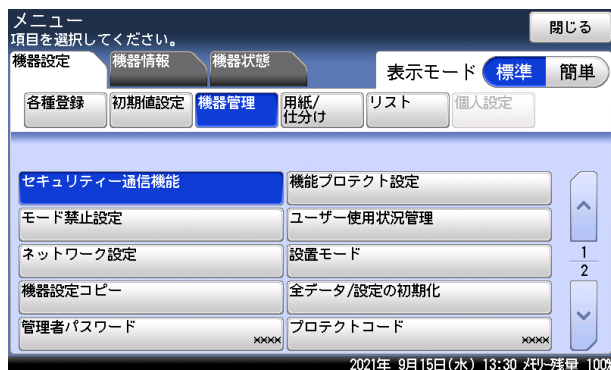 メニュー
閉じる
項目を選択してください。
機器設定 機器情報 機器状態
表示モード 標準 簡単
各種登録 初期値設定 機器管理 用紙/
仕分け リスト 個人設定
セキュリティー通信機能 機能プロテクト設定
モード禁止設定 ユーザー使用状況管理
ネットワーク設定 設置モード
1
2
機器設定コピー 全データ/設定の初期化
管理者パワード ×××× プロテクトコード ××××
2021年 9月15日(水) 13:30 ﾒﾓﾘｰ残量 100%